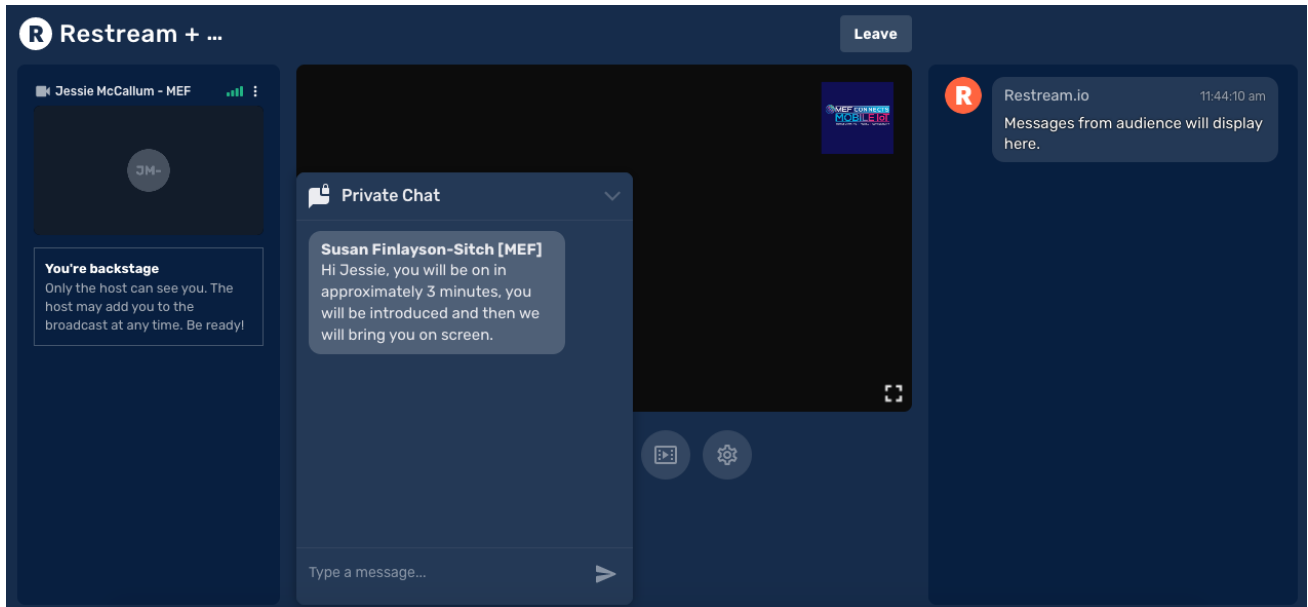 R Restream + ...
Leave
Jessie McCallum - MEF
JM-
You're backstage
Only the host can see you. The
host may add you to the
broadcast at any time. Be ready!
MEF CONNECTS
MOBILE IoT
Private Chat
Susan Finlayson-Sitch [MEF]
Hi Jessie, you will be on in
approximately 3 minutes, you
will be introduced and then we
will bring you on screen.
Type a message...
R
Restream.io
11:44:10 am
Messages from audience will display
here.